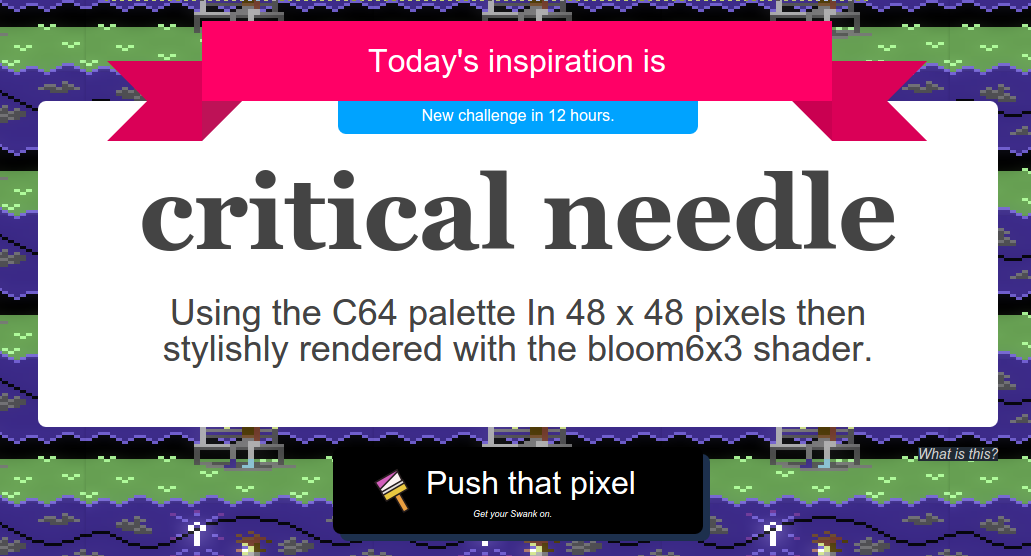 Today's inspiration is
New challenge in 12 hours.
critical needle
Using the C64 palette In 48 x 48 pixels then
stylishly rendered with the bloom6x3 shader.
What is this?
Push that pixel
Get your Swank on.